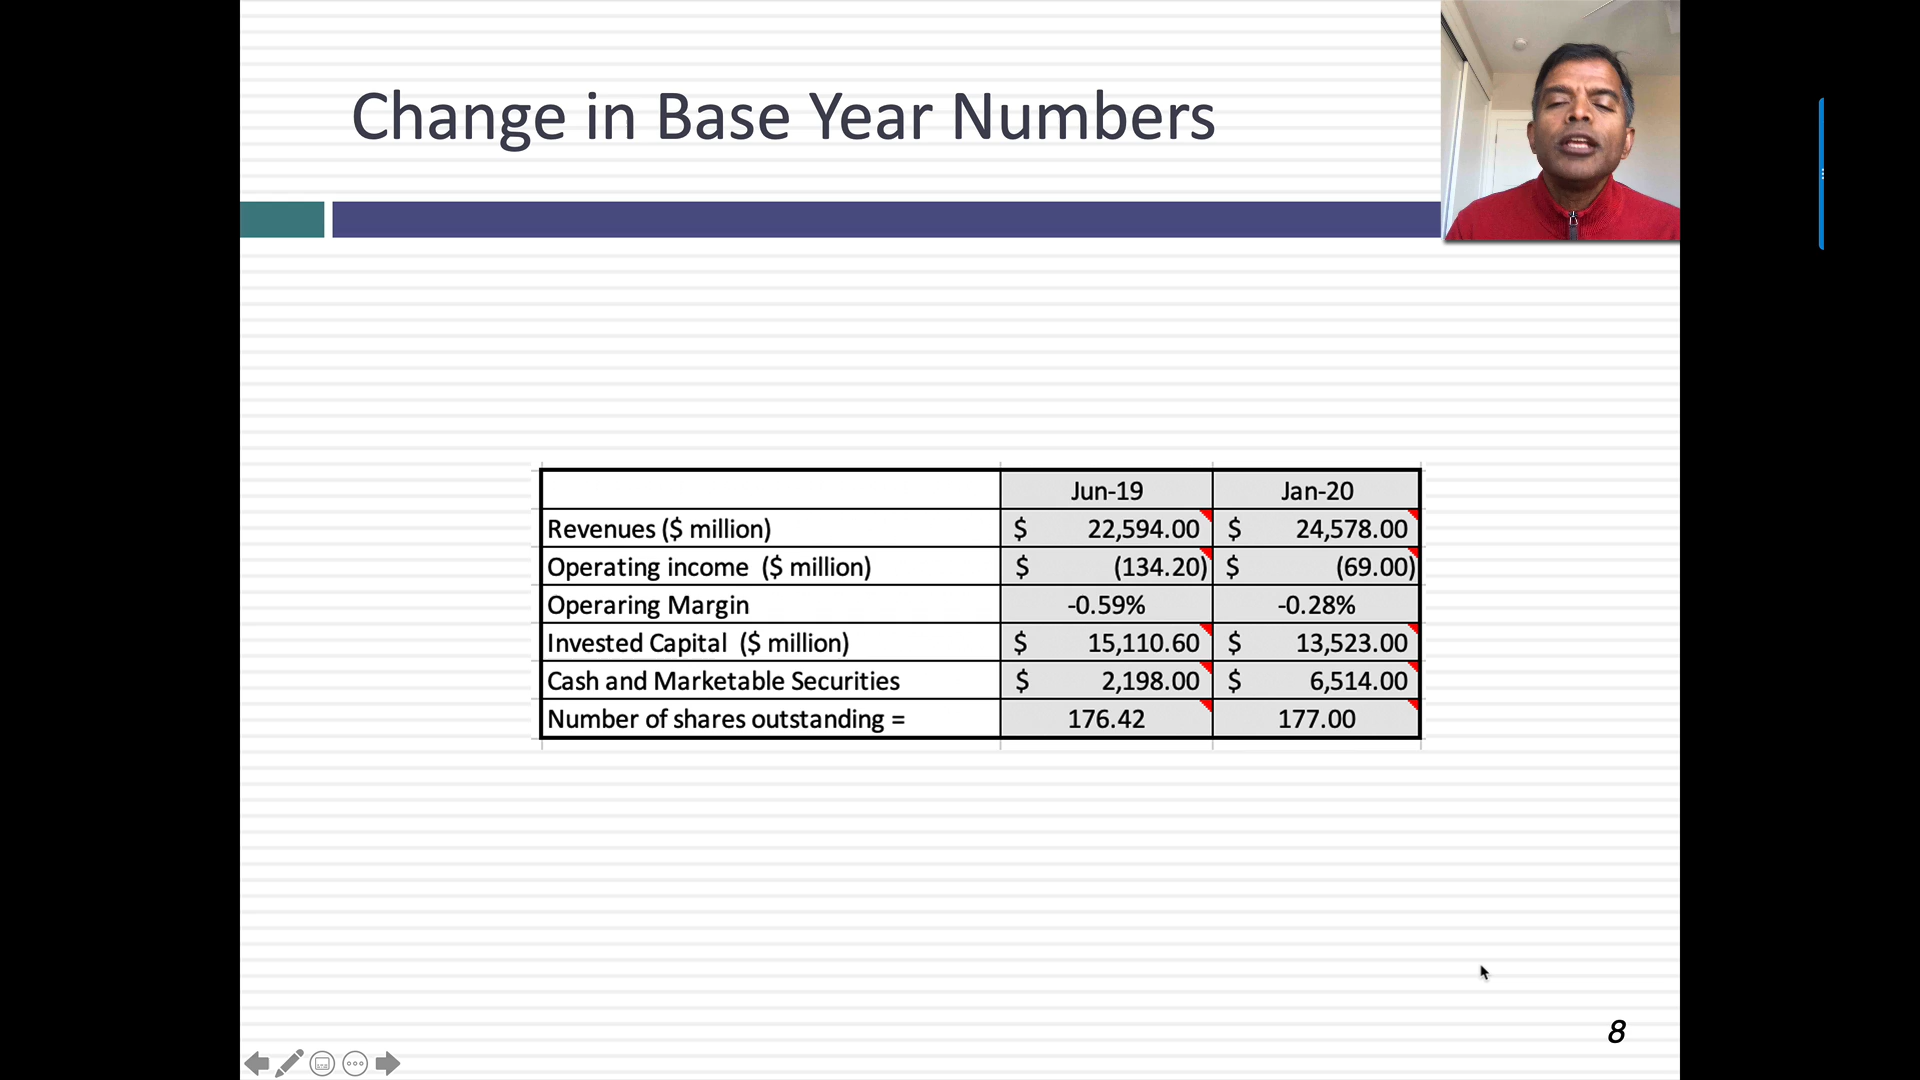 Change in Base Year Numbers
Jun-19 Jan-20
Revenues ($ million) $ 22,594.00 $ 24,578.00
Operating income ($ million) $ (134.20) $ (69.00)
Operaring Margin -0.59% -0.28%
Invested Capital ($ million) $ 15,110.60 $ 13,523.00
Cash and Marketable Securities $ 2,198.00 $ 6,514.00
Number of shares outstanding = 176.42 177.00
8